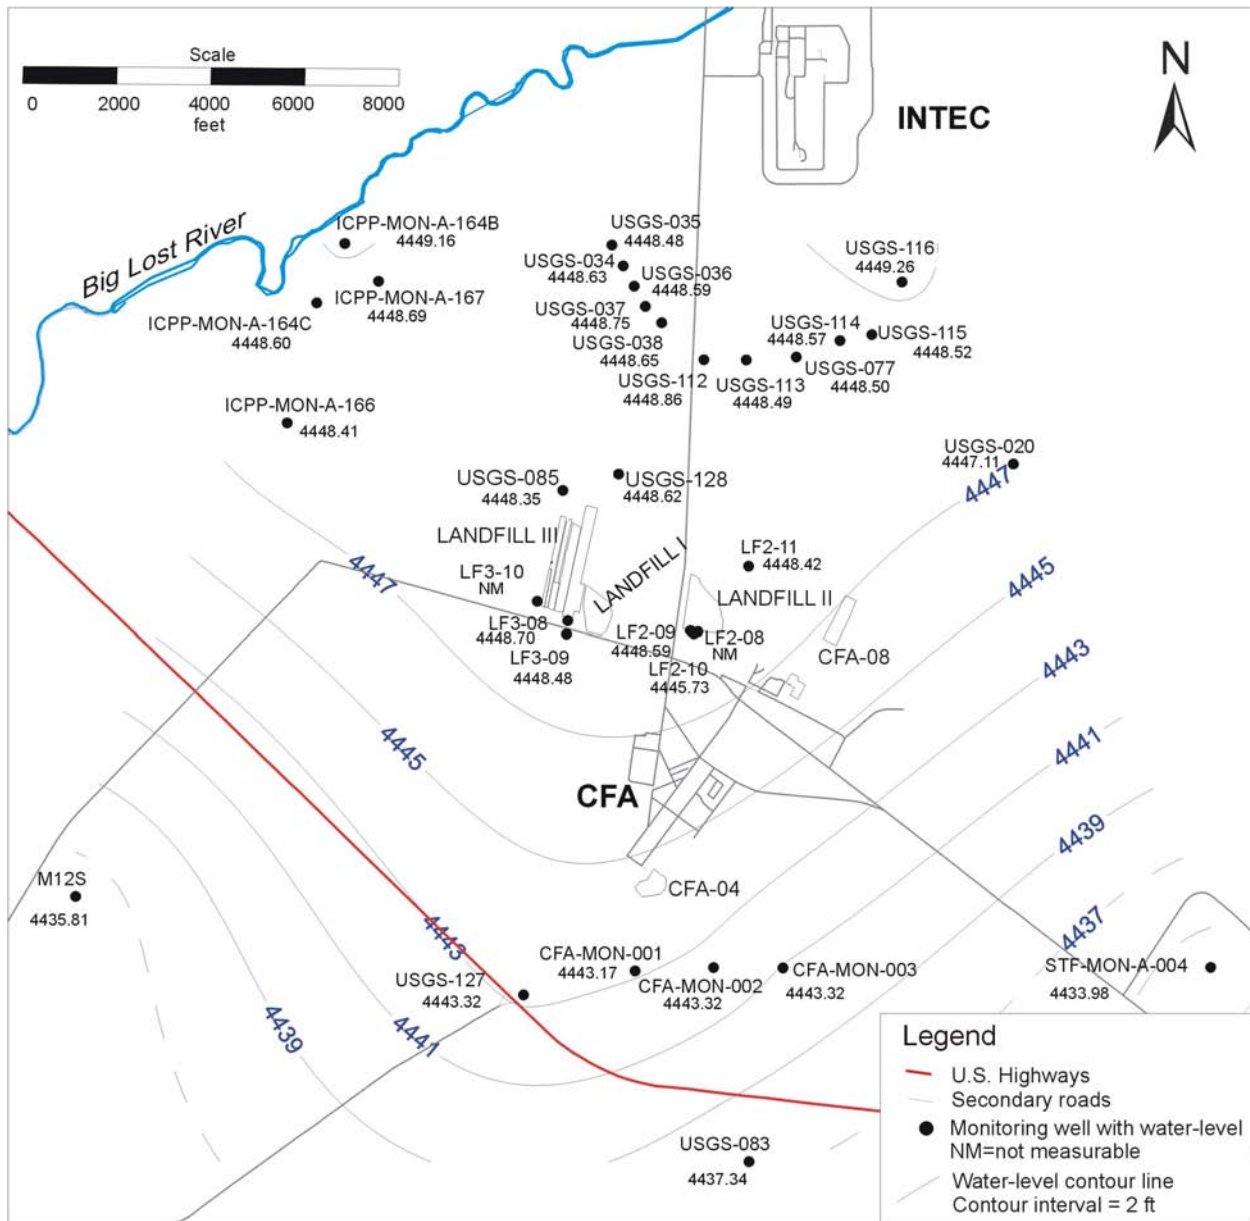 Scale
0 2000 4000 6000 8000
feet
N
INTEC
Big Lost River
ICPP-MON-A-164B
4449.16
USGS-035
4448.48
USGS-034
4448.63
USGS-036
4448.59
USGS-116
4449.26
ICPP-MON-A-167
4448.69
ICPP-MON-A-164C
4448.60
USGS-037
4448.75
USGS-038
4448.65
USGS-114
4448.57
USGS-115
4448.52
USGS-112
4448.86
USGS-113
4448.49
USGS-077
4448.50
ICPP-MON-A-166
4448.41
USGS-020
4447.11
4447
USGS-085
4448.35
USGS-128
4448.62
LANDFILL III
LANDFILL I
LF2-11
4448.42
4445
4447
LF3-10
NM
LANDFILL II
LF3-08
4448.70
LF3-09
4448.48
LF2-09
4448.59
LF2-08
NM
LF2-10
4445.73
CFA-08
4443
4445
4441
CFA
4439
M12S
4435.81
CFA-04
4437
4443
CFA-MON-001
4443.17
CFA-MON-002
4443.32
CFA-MON-003
4443.32
STF-MON-A-004
4433.98
USGS-127
4443.32
4439
4441
USGS-083
4437.34
Legend
U.S. Highways
Secondary roads
Monitoring well with water-level
NM=not measurable
Water-level contour line
Contour interval = 2 ft